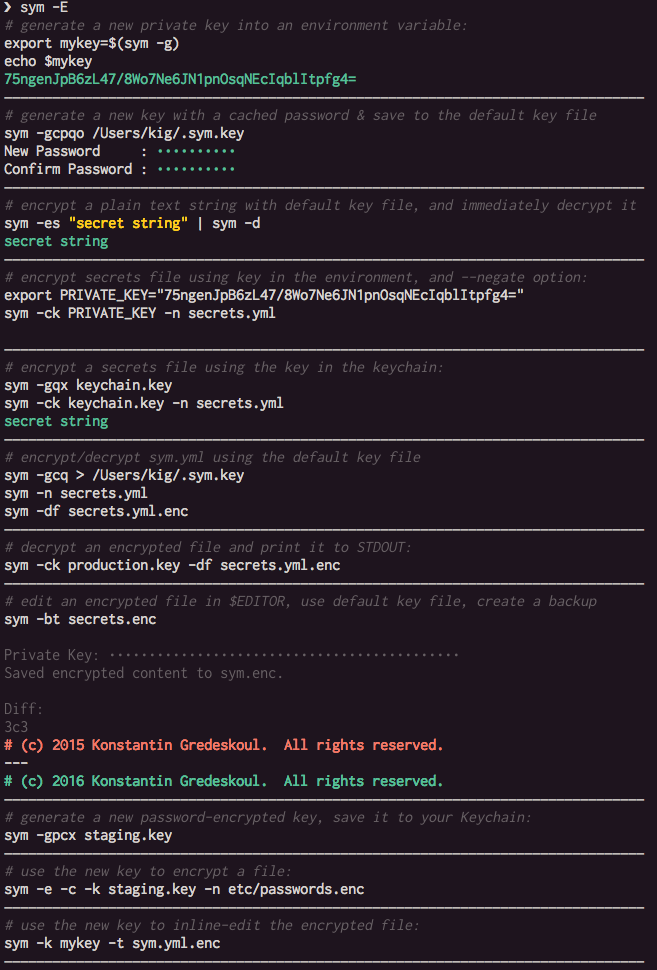 ❯ sym -E
# generate a new private key into an environment variable:
export mykey=$(sym -g)
echo $mykey
75ngenJpB6zL47/8Wo7Ne6JN1pnOsqNEcIqblItpfg4=
# generate a new key with a cached password & save to the default key file
sym -gcpqo /Users/kig/.sym.key
New Password     : ••••••••••
Confirm Password : ••••••••••
# encrypt a plain text string with default key file, and immediately decrypt it
sym -es "secret string" | sym -d
secret string
# encrypt secrets file using key in the environment, and --negate option:
export PRIVATE_KEY="75ngenJpB6zL47/8Wo7Ne6JN1pnOsqNEcIqblItpfg4="
sym -ck PRIVATE_KEY -n secrets.yml
# encrypt a secrets file using the key in the keychain:
sym -gqx keychain.key
sym -ck keychain.key -n secrets.yml
secret string
# encrypt/decrypt sym.yml using the default key file
sym -gcq > /Users/kig/.sym.key
sym -n secrets.yml
sym -df secrets.yml.enc
# decrypt an encrypted file and print it to STDOUT:
sym -ck production.key -df secrets.yml.enc
# edit an encrypted file in $EDITOR, use default key file, create a backup
sym -bt secrets.enc
Private Key: ••••••••••••••••••••••••••••••••••••••••••••
Saved encrypted content to sym.enc.
Diff:
3c3
# (c) 2015 Konstantin Gredeskoul.  All rights reserved.
---
# (c) 2016 Konstantin Gredeskoul.  All rights reserved.
# generate a new password-encrypted key, save it to your Keychain:
sym -gpcx staging.key
# use the new key to encrypt a file:
sym -e -c -k staging.key -n etc/passwords.enc
# use the new key to inline-edit the encrypted file:
sym -k mykey -t sym.yml.enc